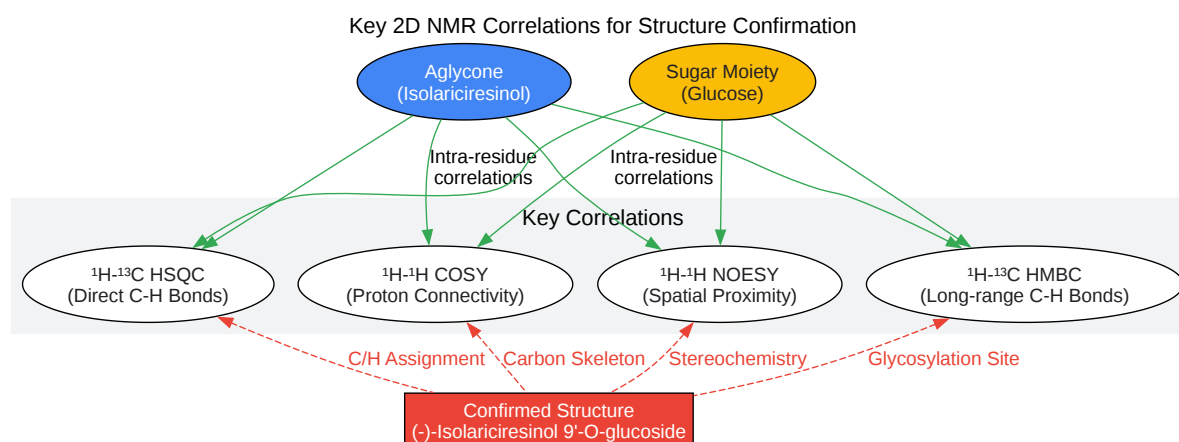 Key 2D NMR Correlations for Structure Confirmation
Aglycone
(Isolariciresinol)
Sugar Moiety
(Glucose)
Intra-residue
correlations
Intra-residue
correlations
Key Correlations
¹H-¹³C HSQC
(Direct C-H Bonds)
¹H-¹H COSY
(Proton Connectivity)
¹H-¹H NOESY
(Spatial Proximity)
¹H-¹³C HMBC
(Long-range C-H Bonds)
C/H Assignment
Carbon Skeleton
Stereochemistry
Glycosylation Site
Confirmed Structure
(-)-Isolariciresinol 9'-O-glucoside